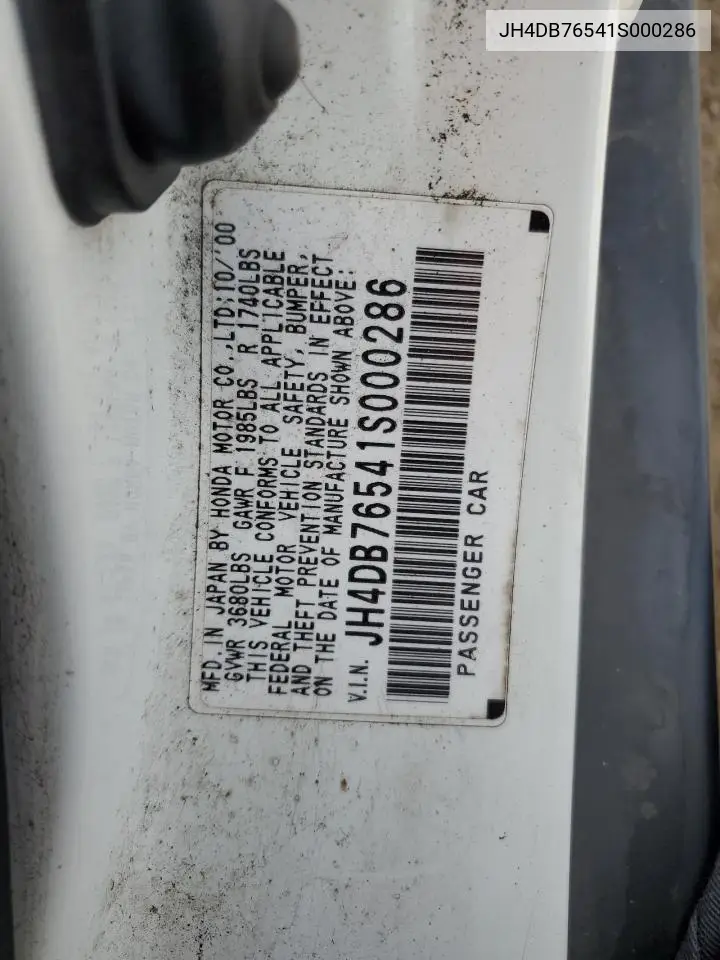 JH4DB76541S000286
MFD.IN JAPAN BY HONDA MOTOR CO.,LTD;10/'00
GVWR 3680LBS GAWR F 1985LBS R 1740LBS
THIS VEHICLE CONFORMS TO ALL APPLICABLE
FEDERAL MOTOR VEHICLE SAFETY, BUMPER,
AND THEFT PREVENTION STANDARDS IN EFFECT
ON THE DATE OF MANUFACTURE SHOWN ABOVE:
V.I.N. JH4DB76541S000286
PASSENGER CAR